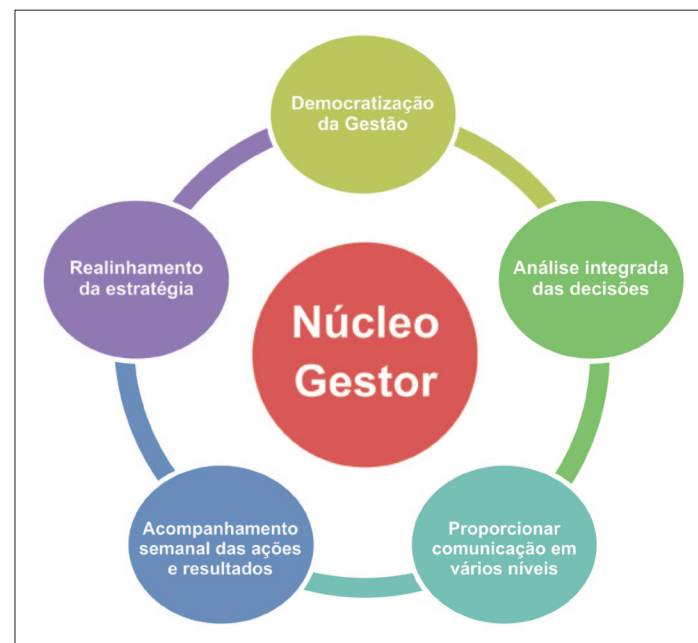 Democratização
da Gestão
Análise integrada
das decisões
Proporcionar
comunicação em
vários níveis
Acompanhamento
semanal das ações
e resultados
Realinhamento
da estratégia
Núcleo
Gestor